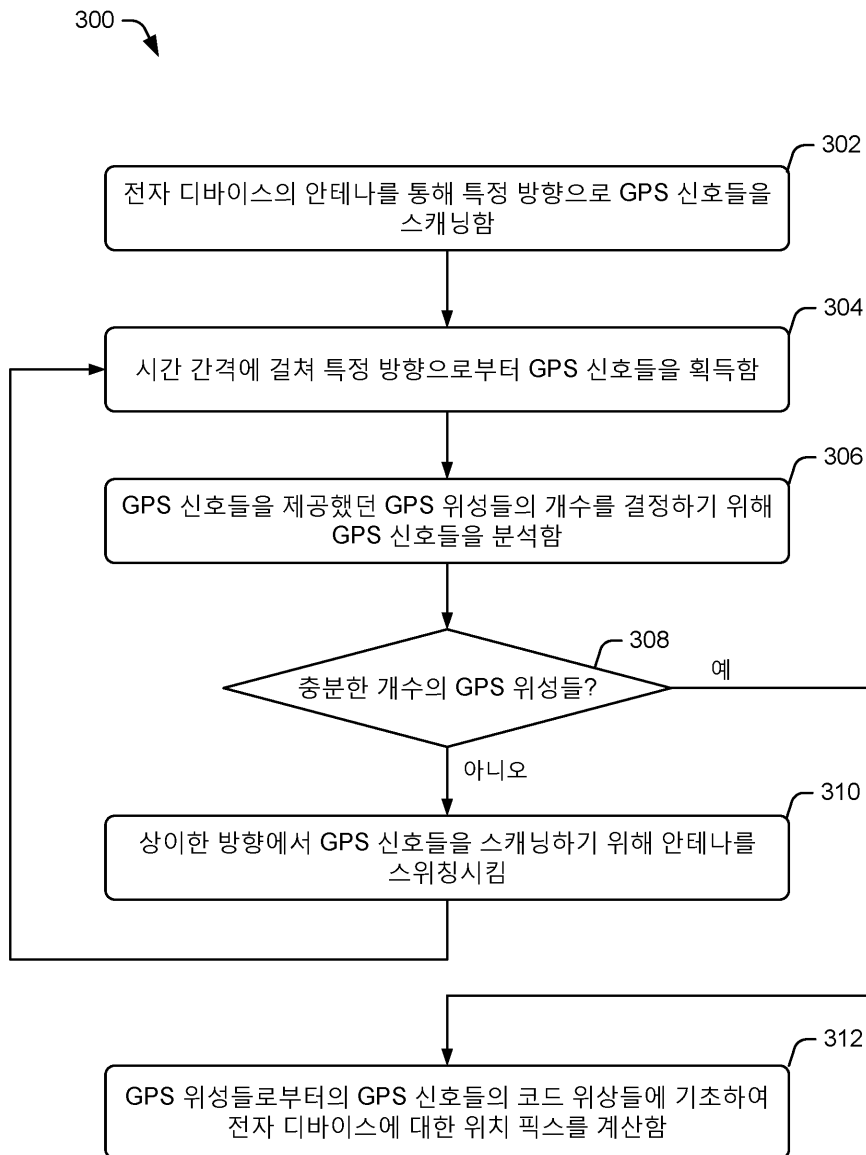 300
302
전자 디바이스의 안테나를 통해 특정 방향으로 GPS 신호들을
스캐닝함
304
시간 간격에 걸쳐 특정 방향으로부터 GPS 신호들을 획득함
306
GPS 신호들을 제공했던 GPS 위성들의 개수를 결정하기 위해
GPS 신호들을 분석함
308
충분한 개수의 GPS 위성들?
예
아니오
310
상이한 방향에서 GPS 신호들을 스캐닝하기 위해 안테나를
스위칭시킴
312
GPS 위성들로부터의 GPS 신호들의 코드 위상들에 기초하여
전자 디바이스에 대한 위치 픽스를 계산함